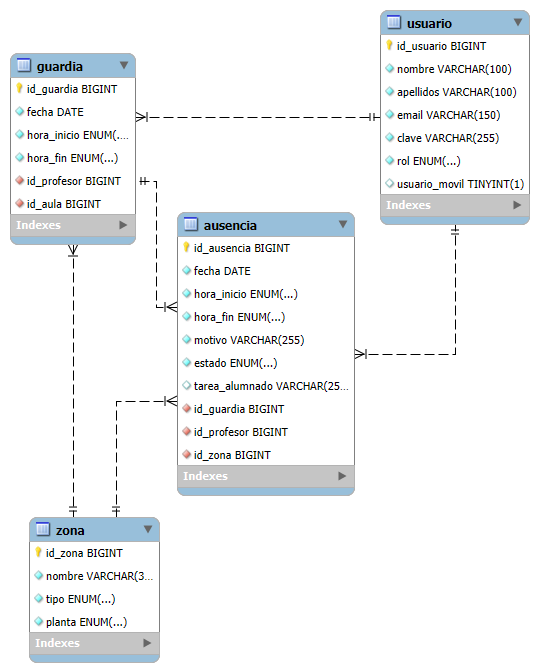 usuario
id_usuario BIGINT
nombre VARCHAR(100)
apellidos VARCHAR(100)
email VARCHAR(150)
clave VARCHAR(255)
rol ENUM(...)
usuario_movil TINYINT(1)
Indexes
guardia
id_guardia BIGINT
fecha DATE
hora_inicio ENUM(...
hora_fin ENUM(...)
id_profesor BIGINT
id_aula BIGINT
Indexes
ausencia
id_ausencia BIGINT
fecha DATE
hora_inicio ENUM(...)
hora_fin ENUM(...)
motivo VARCHAR(255)
estado ENUM(...)
tarea_alumnado VARCHAR(25...
id_guardia BIGINT
id_profesor BIGINT
id_zona BIGINT
Indexes
zona
id_zona BIGINT
nombre VARCHAR(3...
tipo ENUM(...)
planta ENUM(...)
Indexes